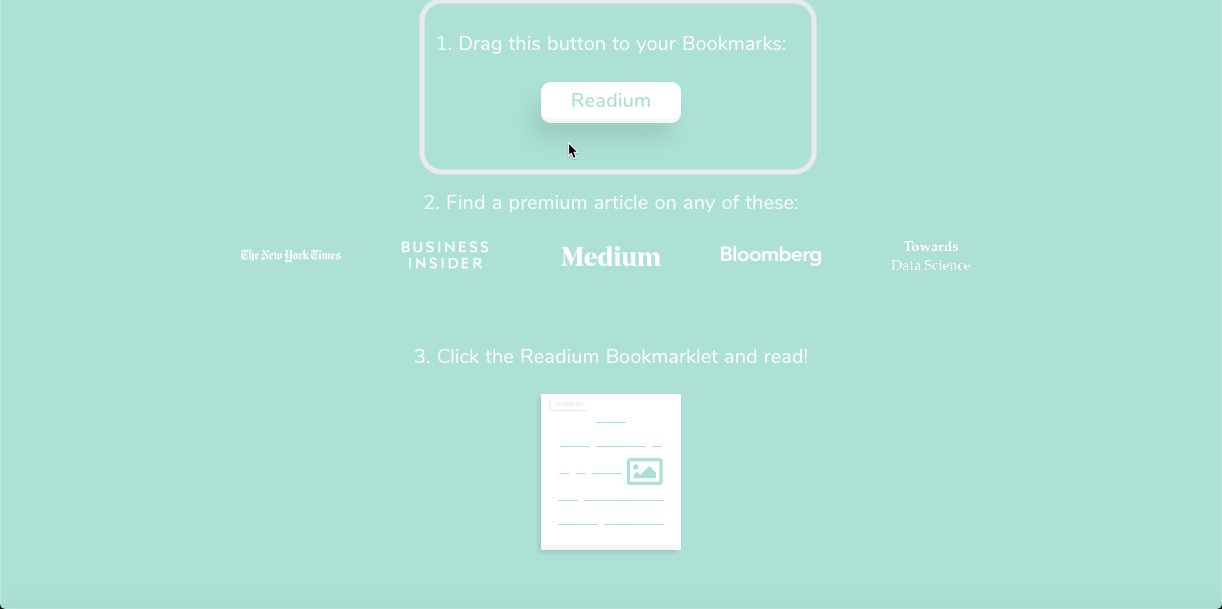 1. Drag this button to your Bookmarks:
Readium
2. Find a premium article on any of these:
The New York Times
BUSINESS
INSIDER
Medium
Bloomberg
Towards
Data Science
3. Click the Readium Bookmarklet and read!
Readium